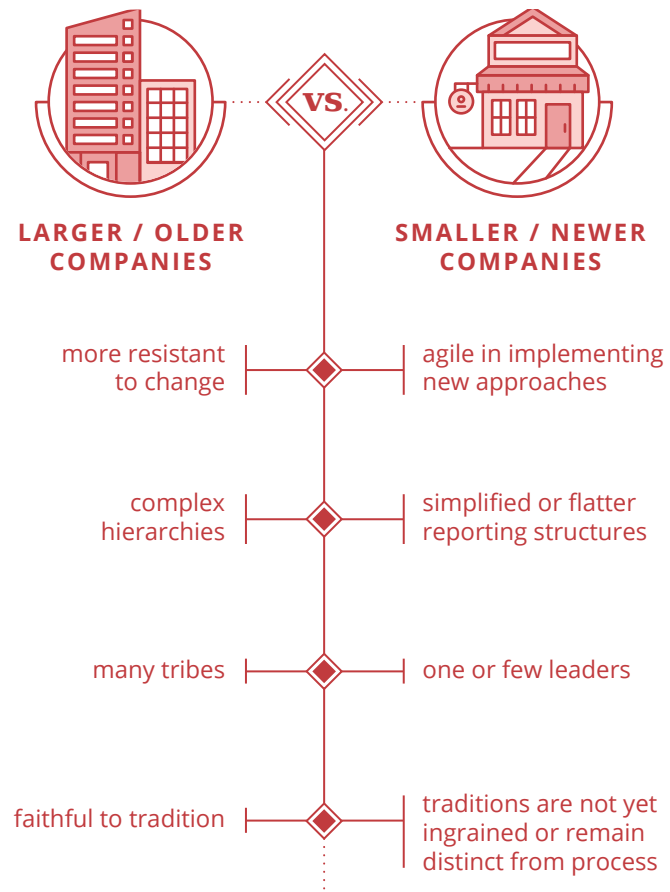 vs.
LARGER / OLDER
COMPANIES
SMALLER / NEWER
COMPANIES
more resistant
to change
agile in implementing
new approaches
complex
hierarchies
simplified or flatter
reporting structures
many tribes
one or few leaders
faithful to tradition
traditions are not yet
ingrained or remain
distinct from process